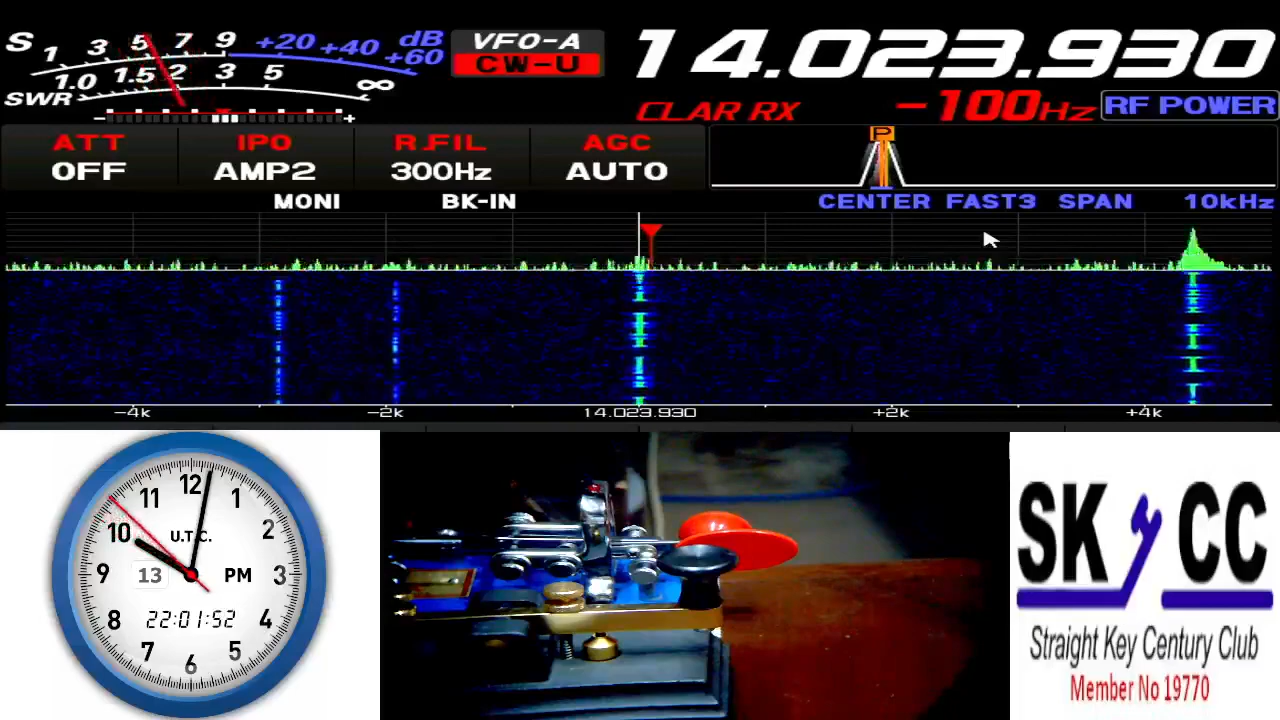 S 1 3 5 7 9 +20 +40 +60 dB
SWR 1.0 1.5 2 3 5 ∞
− +
VFO-A
CW-U
14.023.930
CLAR RX -100Hz RF POWER
ATT IPO R.FIL AGC
OFF AMP2 300Hz AUTO
P
MONI BK-IN CENTER FAST3 SPAN 10kHz
-4k -2k 14.023.930 +2k +4k
12
11 1
10 U.T.C. 2
9 13 PM 3
8 22:01:52 4
7 5
6
SK CC
Straight Key Century Club
Member No 19770